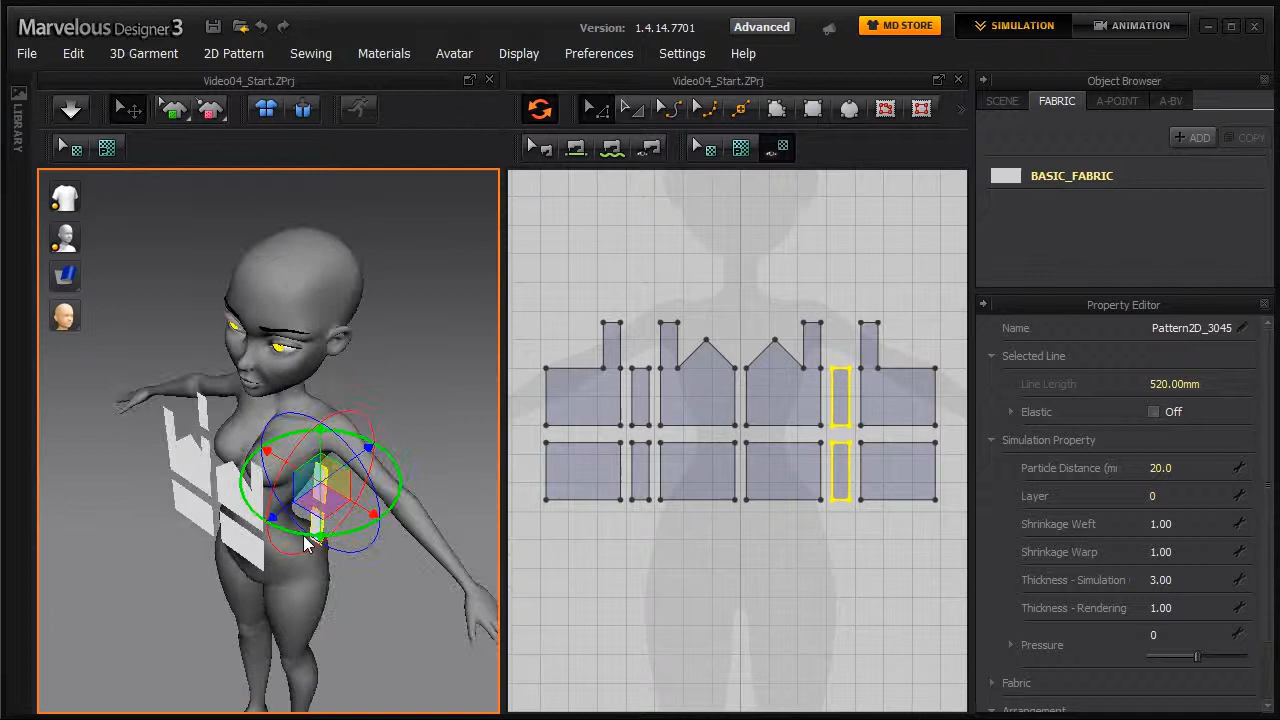 Marvelous Designer 3
Version: 1.4.14.7701
Advanced
MD STORE
SIMULATION
ANIMATION
File
Edit
3D Garment
2D Pattern
Sewing
Materials
Avatar
Display
Preferences
Settings
Help
LIBRARY
Video04_Start.ZPrj
Video04_Start.ZPrj
Object Browser
SCENE
FABRIC
A-POINT
A-BV
ADD
COPY
BASIC_FABRIC
Property Editor
Name
Pattern2D_3045
Selected Line
Line Length
520.00mm
Elastic
Off
Simulation Property
Particle Distance (m
20.0
Layer
0
Shrinkage Weft
1.00
Shrinkage Warp
1.00
Thickness - Simulation
3.00
Thickness - Rendering
1.00
Pressure
0
Fabric
Arrangement